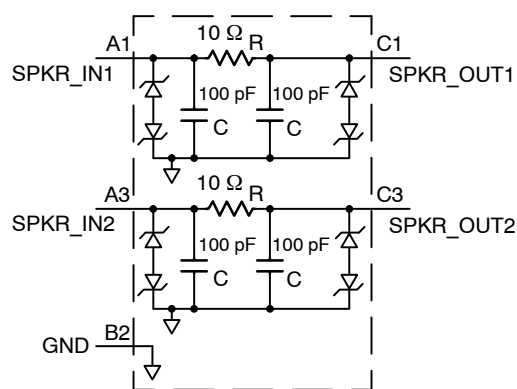 A1
10 Ω
R
C1
SPKR_IN1
SPKR_OUT1
100 pF
100 pF
C
C
A3
10 Ω
R
C3
SPKR_IN2
SPKR_OUT2
100 pF
100 pF
C
C
B2
GND